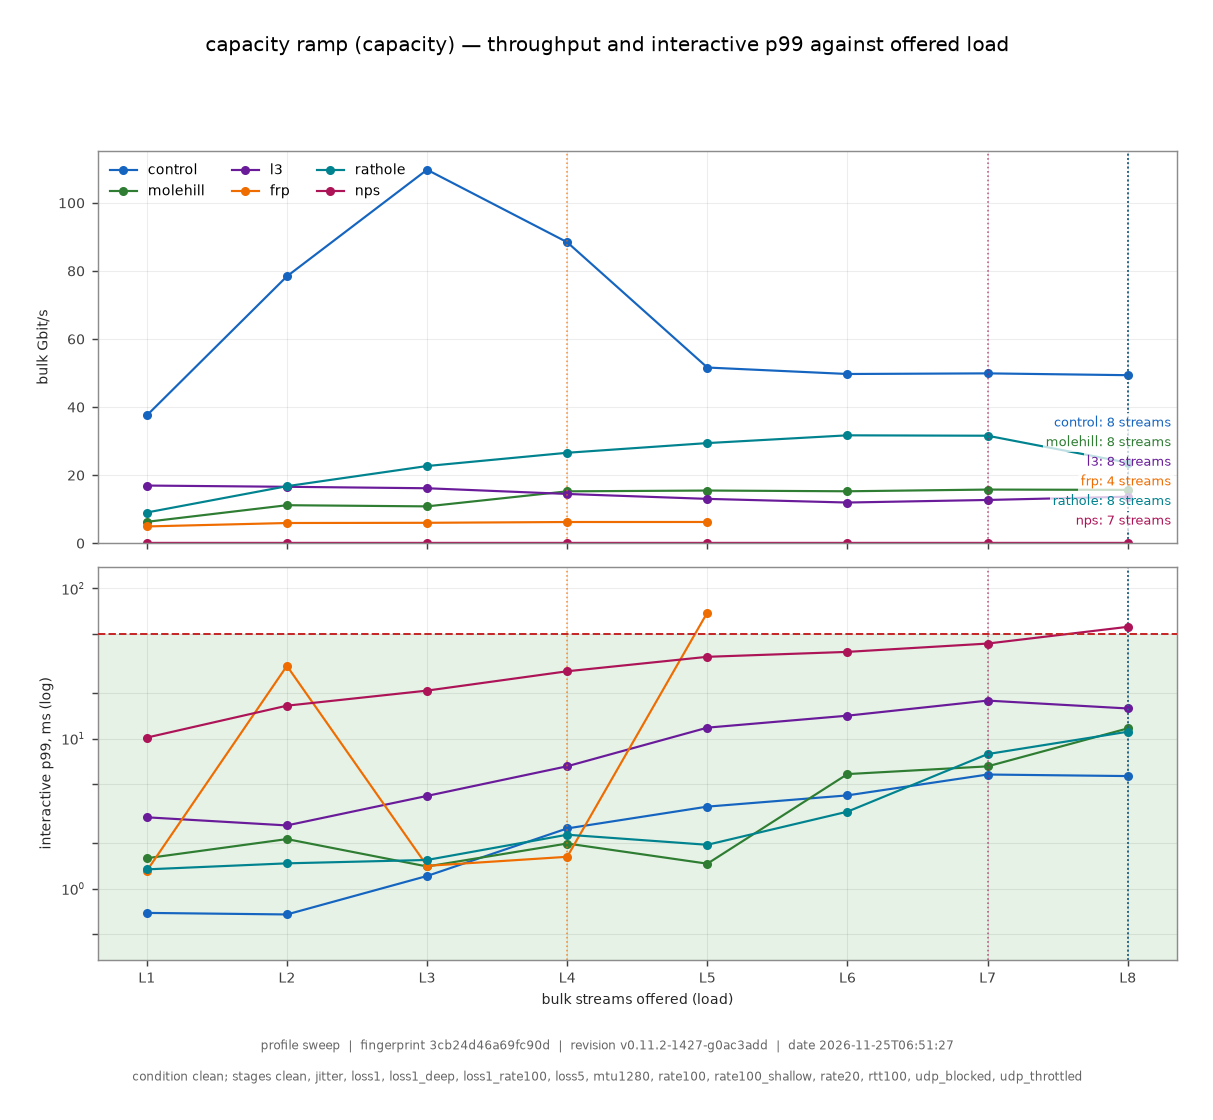 capacity ramp (capacity) — throughput and interactive p99 against offered load
control
l3
rathole
molehill
frp
nps
100
80
60
40
20
0
bulk Gbit/s
control: 8 streams
molehill: 8 streams
l3: 8 streams
frp: 4 streams
rathole: 8 streams
nps: 7 streams
10²
10¹
10⁰
interactive p99, ms (log)
L1 L2 L3 L4 L5 L6 L7 L8
bulk streams offered (load)
profile sweep | fingerprint 3cb24d46a69fc90d | revision v0.11.2-1427-g0ac3add | date 2026-11-25T06:51:27
condition clean; stages clean, jitter, loss1, loss1_deep, loss1_rate100, loss5, mtu1280, rate100, rate100_shallow, rate20, rtt100, udp_blocked, udp_throttled